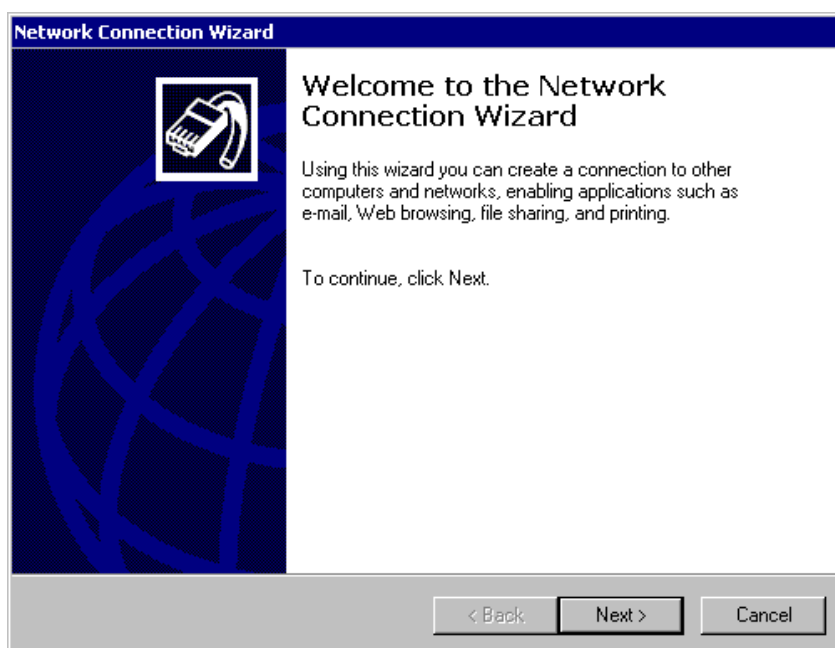 Network Connection Wizard
Welcome to the Network
Connection Wizard
Using this wizard you can create a connection to other
computers and networks, enabling applications such as
e-mail, Web browsing, file sharing, and printing.
To continue, click Next.
< Back
Next >
Cancel